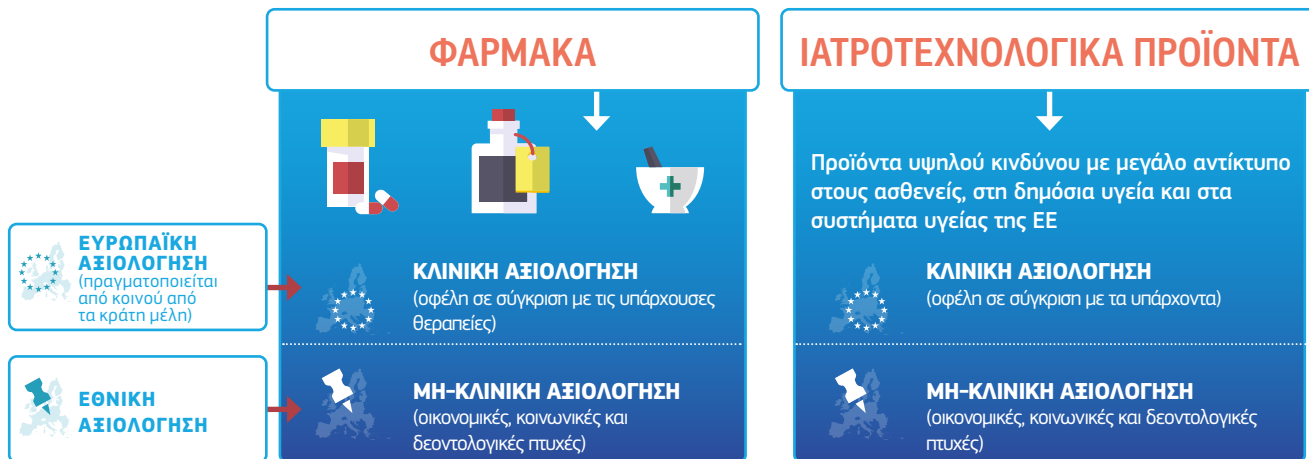 ΦΑΡΜΑΚΑ
ΙΑΤΡΟΤΕΧΝΟΛΟΓΙΚΑ ΠΡΟΪΟΝΤΑ
Προϊόντα υψηλού κινδύνου με μεγάλο αντίκτυπο
στους ασθενείς, στη δημόσια υγεία και στα
συστήματα υγείας της ΕΕ
ΕΥΡΩΠΑΪΚΗ
ΑΞΙΟΛΟΓΗΣΗ
(πραγματοποιείται
από κοινού από
τα κράτη μέλη)
ΚΛΙΝΙΚΗ ΑΞΙΟΛΟΓΗΣΗ
(οφέλη σε σύγκριση με τις υπάρχουσες
θεραπείες)
ΚΛΙΝΙΚΗ ΑΞΙΟΛΟΓΗΣΗ
(οφέλη σε σύγκριση με τα υπάρχοντα)
ΕΘΝΙΚΗ
ΑΞΙΟΛΟΓΗΣΗ
ΜΗ-ΚΛΙΝΙΚΗ ΑΞΙΟΛΟΓΗΣΗ
(οικονομικές, κοινωνικές και
δεοντολογικές πτυχές)
ΜΗ-ΚΛΙΝΙΚΗ ΑΞΙΟΛΟΓΗΣΗ
(οικονομικές, κοινωνικές και δεοντολογικές
πτυχές)